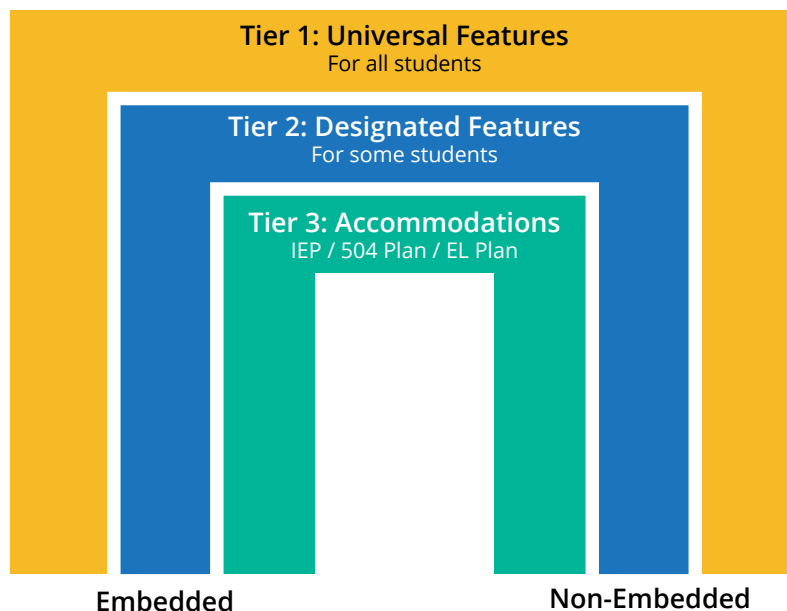 Tier 1: Universal Features
For all students
Tier 2: Designated Features
For some students
Tier 3: Accommodations
IEP / 504 Plan / EL Plan
Embedded
Non-Embedded